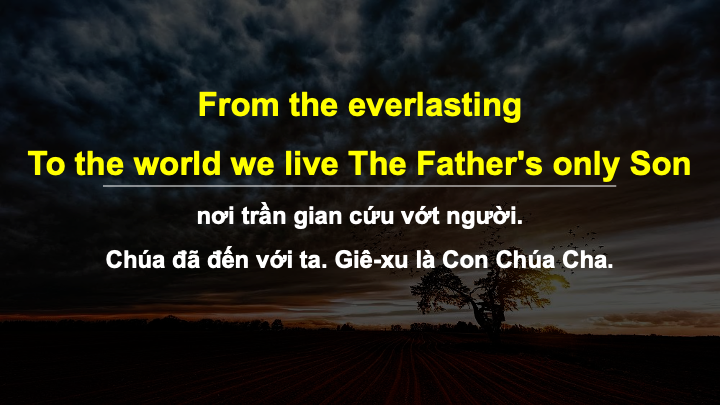 From the everlasting
To the world we live The Father's only Son
nơi trần gian cứu vớt người.
Chúa đã đến với ta. Giê-xu là Con Chúa Cha.